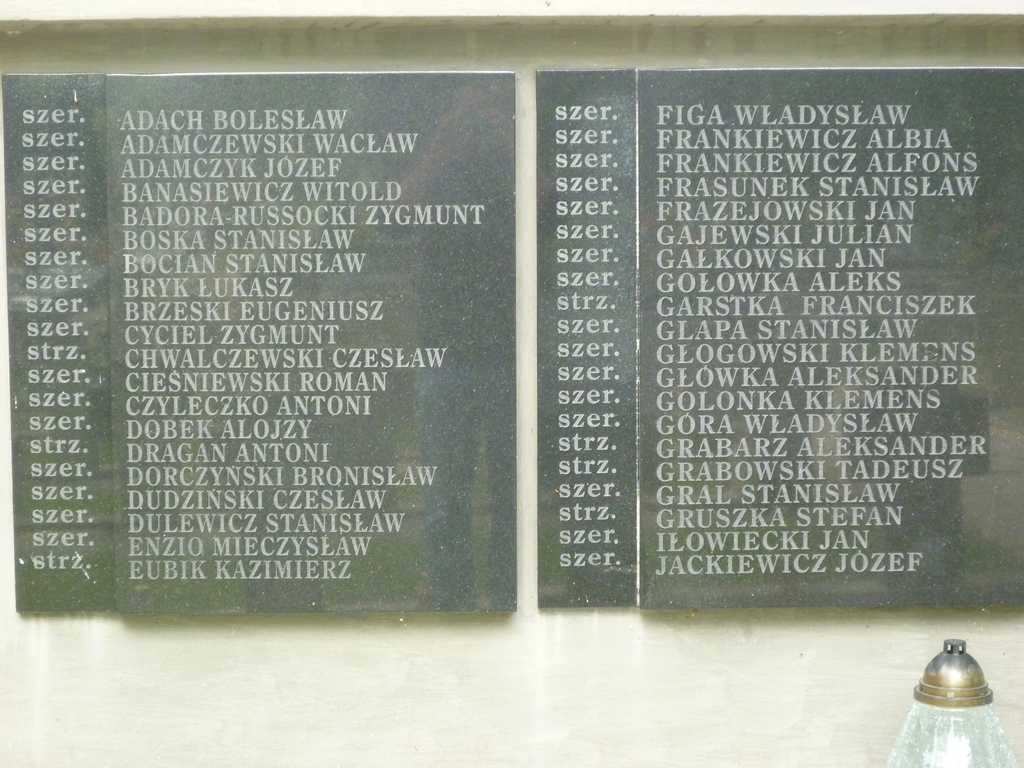 szer. ADACH BOLESŁAW
szer. ADAMCZEWSKI WACŁAW
szer. ADAMCZYK JÓZEF
szer. BANASIEWICZ WITOLD
szer. BADORA-RUSSOCKI ZYGMUNT
szer. BOSKA STANISŁAW
szer. BOCIAN STANISŁAW
szer. BRYK ŁUKASZ
szer. BRZESKI EUGENIUSZ
szer. CYCIEL ZYGMUNT
strz. CHWALCZEWSKI CZESŁAW
szer. CIEŚNIEWSKI ROMAN
szer. CZYLECZKO ANTONI
szer. DOBEK ALOJZY
strz. DRAGAN ANTONI
szer. DORCZYŃSKI BRONISŁAW
szer. DUDZIŃSKI CZESŁAW
szer. DULEWICZ STANISŁAW
szer. ENZIO MIECZYSŁAW
strz. EUBIK KAZIMIERZ
szer. FIGA WŁADYSŁAW
szer. FRANKIEWICZ ALBIA
szer. FRANKIEWICZ ALFONS
szer. FRASUNEK STANISŁAW
szer. FRAZEJOWSKI JAN
szer. GAJEWSKI JULIAN
szer. GAŁKOWSKI JAN
szer. GOŁOWKA ALEKS
strz. GARSTKA FRANCISZEK
szer. GLAPA STANISŁAW
szer. GŁOGOWSKI KLEMENS
szer. GŁÓWKA ALEKSANDER
szer. GOLONKA KLEMENS
szer. GÓRA WŁADYSŁAW
strz. GRABARZ ALEKSANDER
strz. GRABOWSKI TADEUSZ
szer. GRAL STANISŁAW
strz. GRUSZKA STEFAN
szer. IŁOWIECKI JAN
szer. JACKIEWICZ JÓZEF